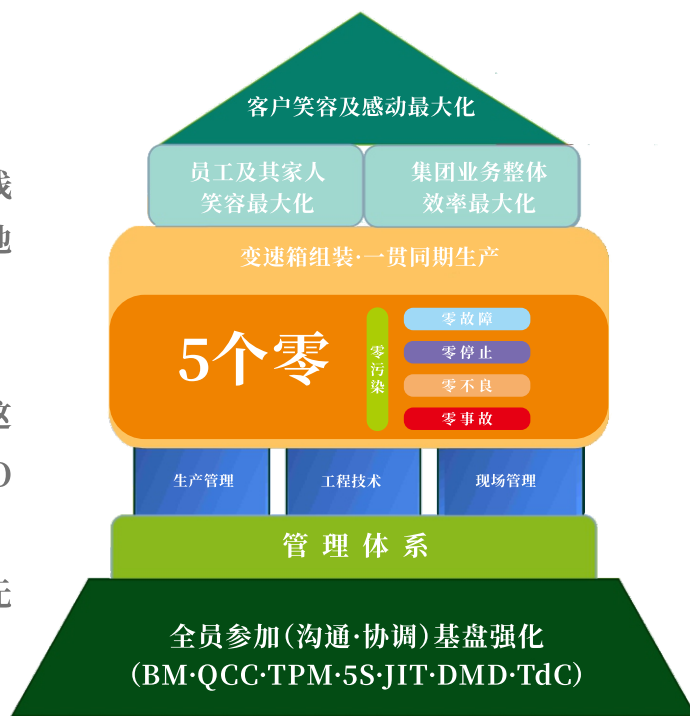 客户笑容及感动最大化
员工及其家人
笑容最大化
集团业务整体
效率最大化
变速箱组装·一贯同期生产
5个零
零污染
零故障
零停止
零不良
零事故
生产管理
工程技术
现场管理
管理体系
全员参加(沟通·协调)基盘强化
(BM·QCC·TPM·5S·JIT·DMD·TdC)